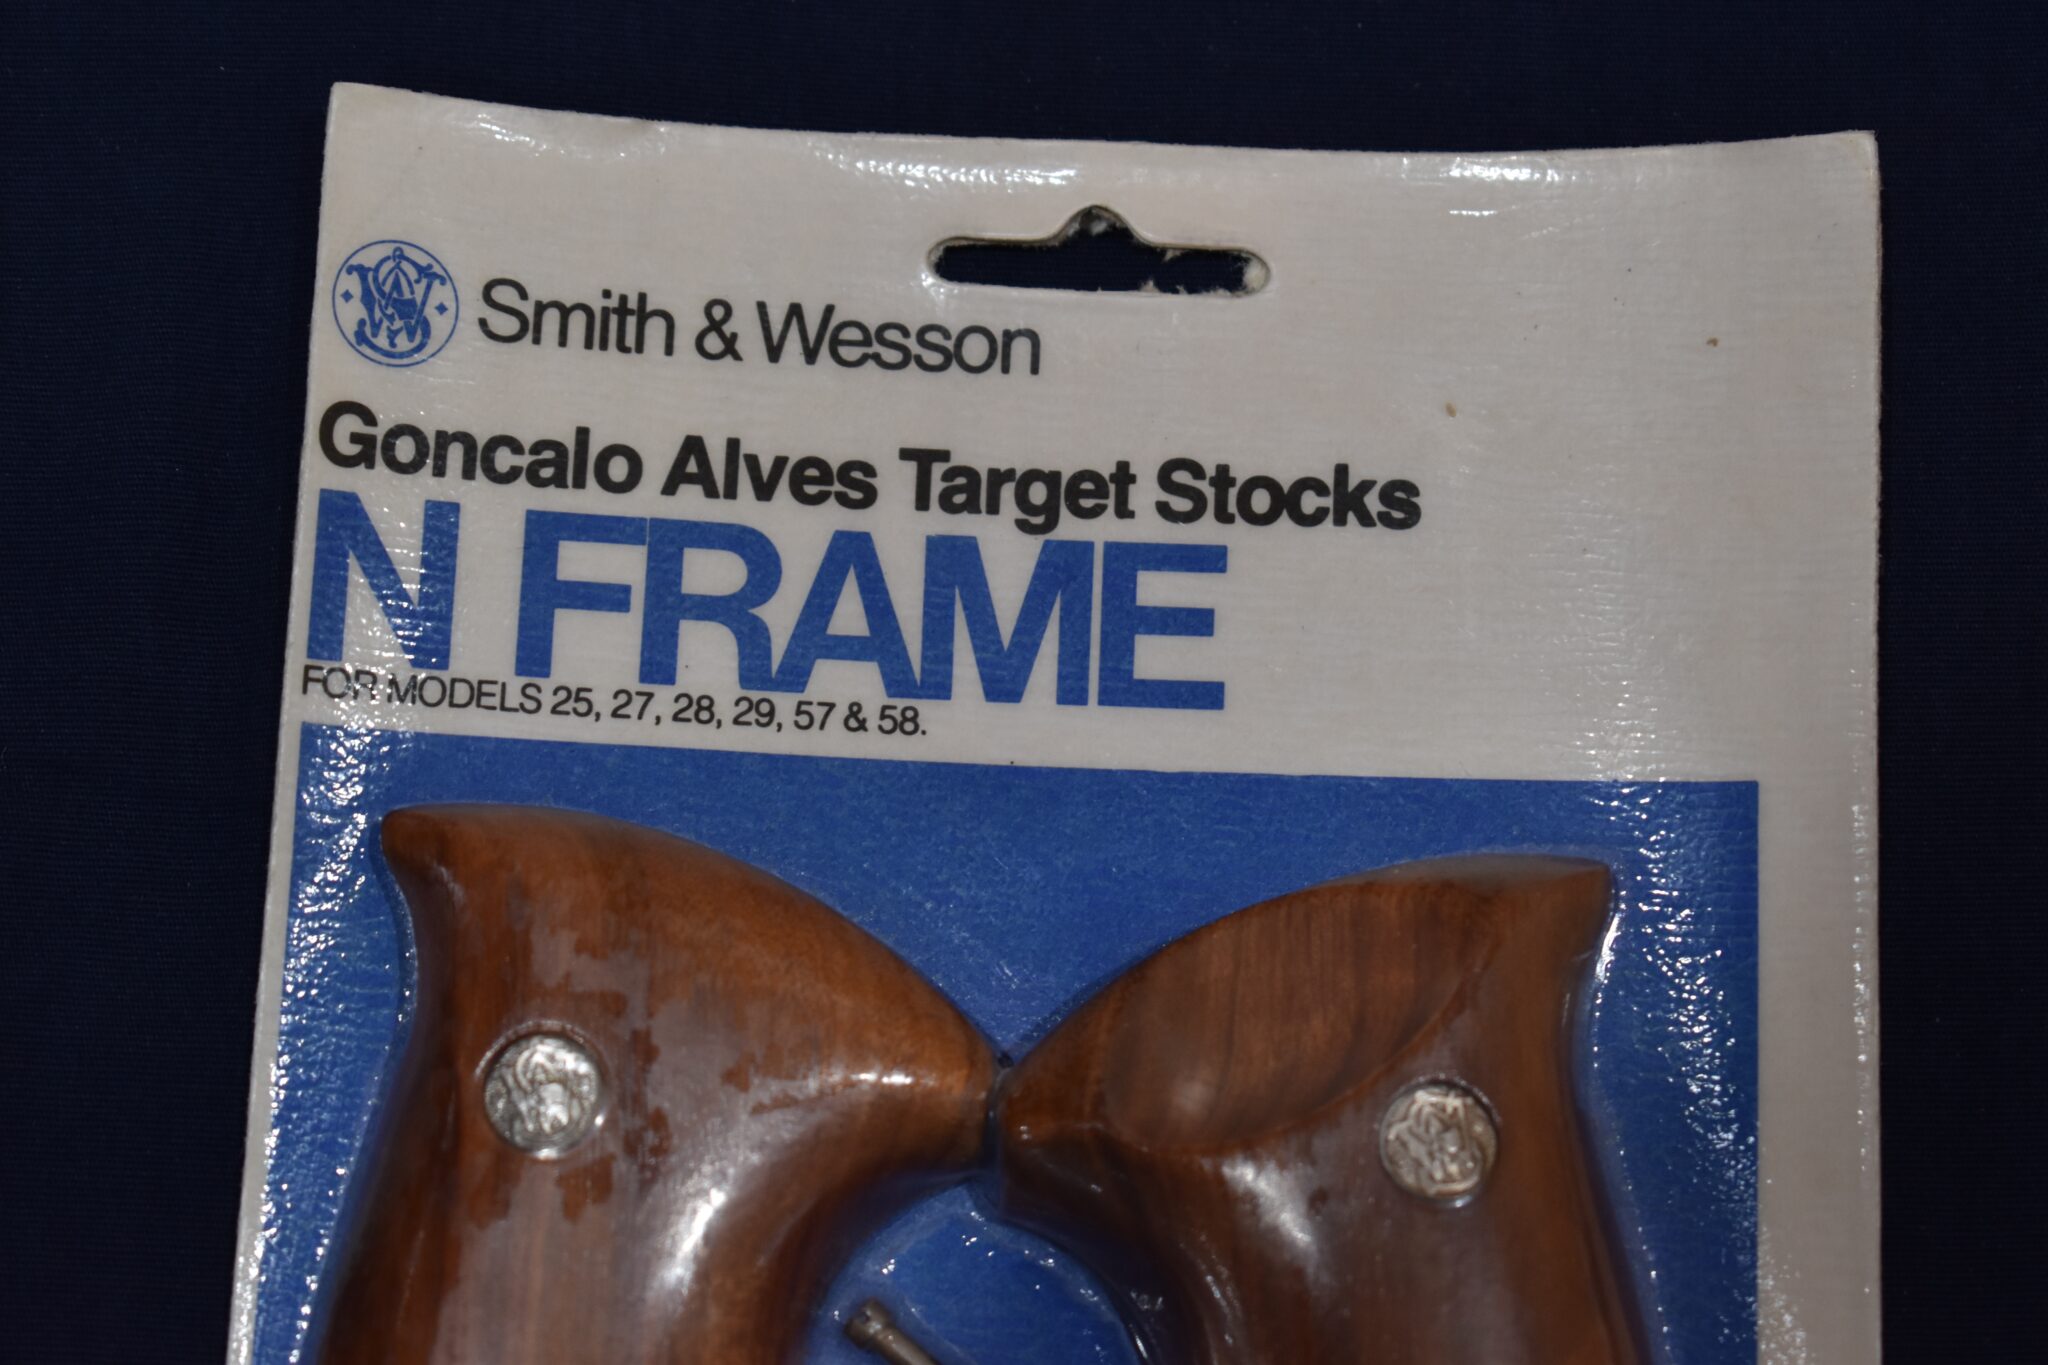 Smith & Wesson
Goncalo Alves Target Stocks
N FRAME
FOR MODELS 25, 27, 28, 29, 57 & 58.